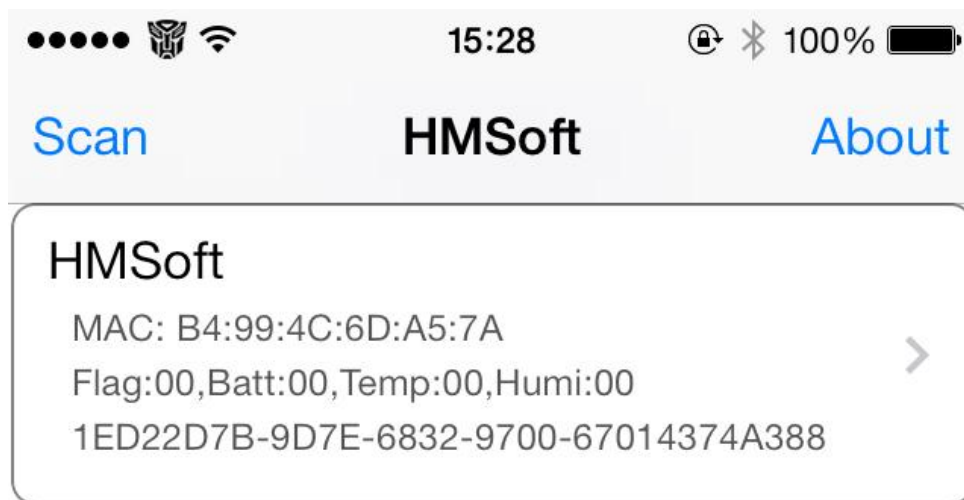 15:28 100%
Scan HMSoft About
HMSoft
MAC: B4:99:4C:6D:A5:7A
Flag:00,Batt:00,Temp:00,Humi:00
1ED22D7B-9D7E-6832-9700-67014374A388